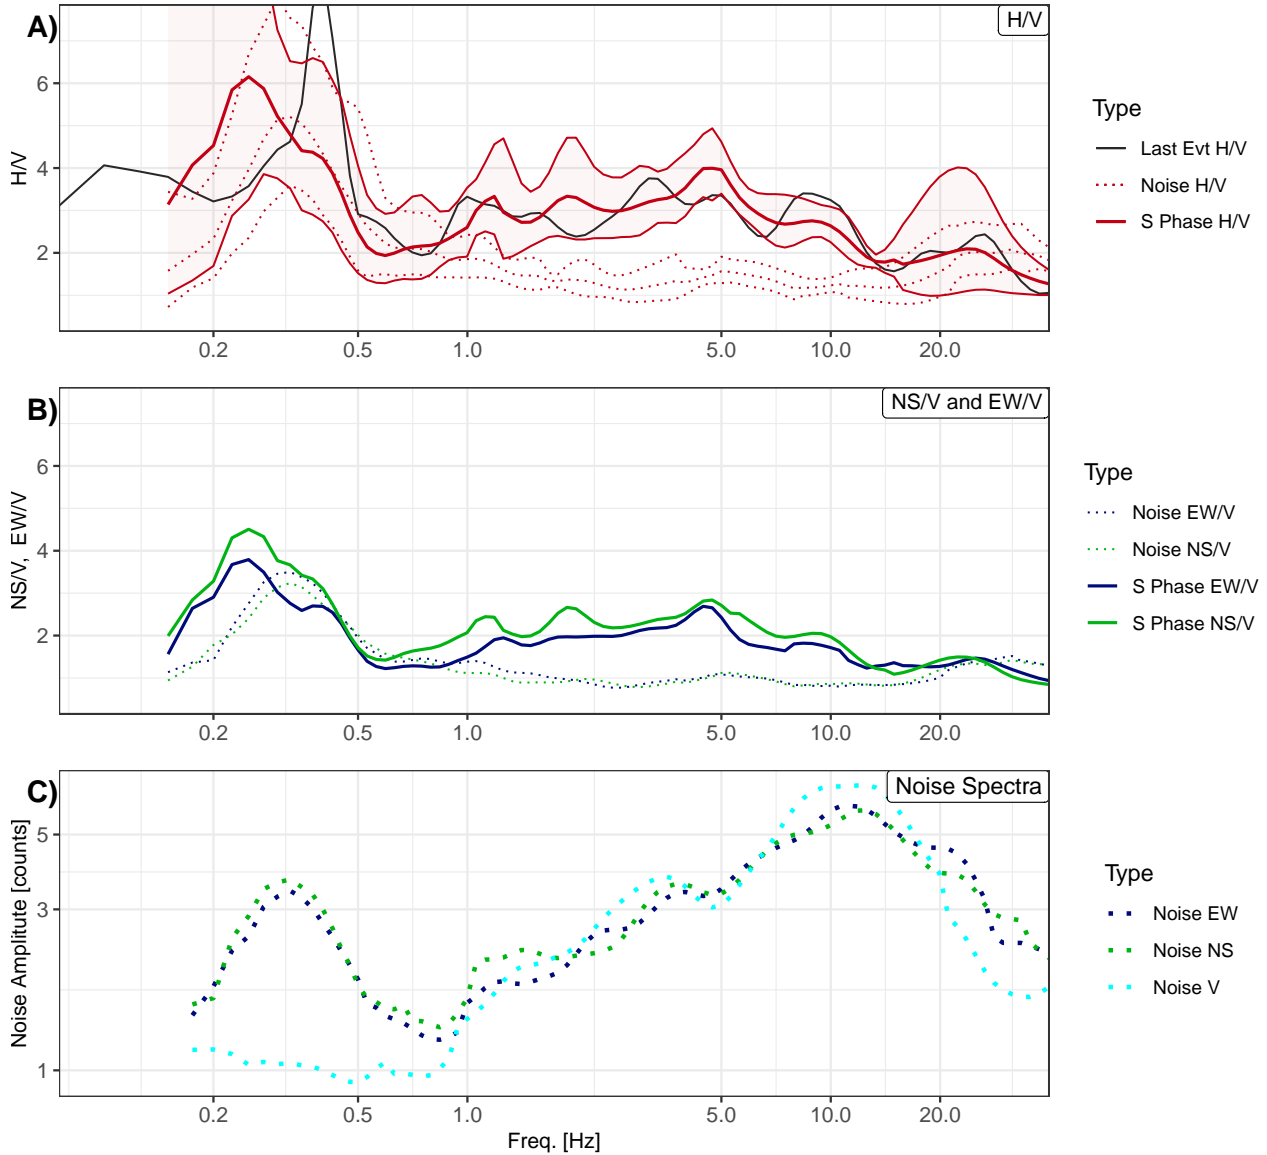 A)
H/V
H/V
6
4
2
0.2 0.5 1.0 5.0 10.0 20.0
Type
Last Evt H/V
Noise H/V
S Phase H/V
B)
NS/V and EW/V
NS/V, EW/V
6
4
2
0.2 0.5 1.0 5.0 10.0 20.0
Type
Noise EW/V
Noise NS/V
S Phase EW/V
S Phase NS/V
C)
Noise Spectra
Noise Amplitute [counts]
5
3
1
0.2 0.5 1.0 5.0 10.0 20.0
Freq. [Hz]
Type
Noise EW
Noise NS
Noise V